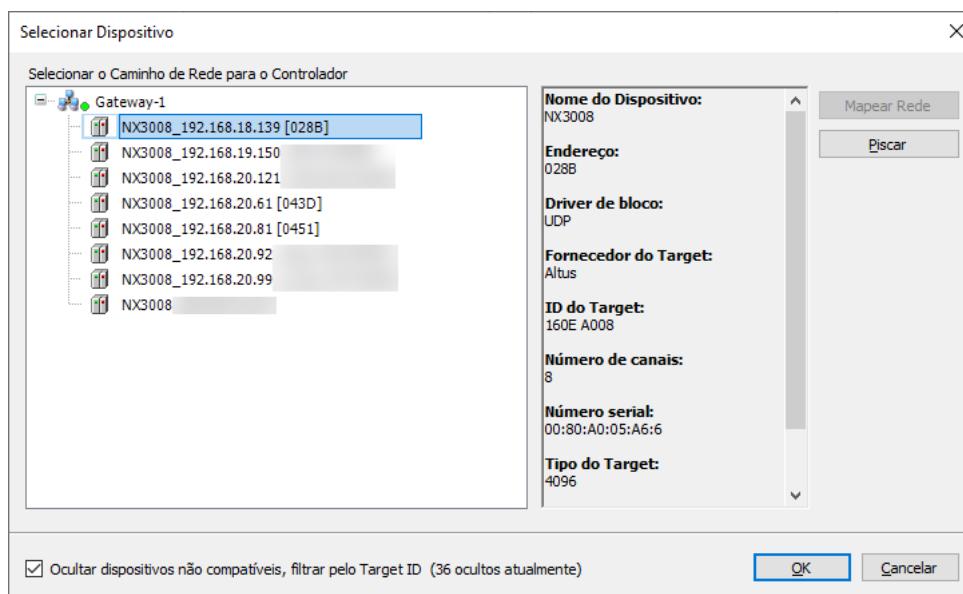 Selecionar Dispositivo
Selecionar o Caminho de Rede para o Controlador
Gateway-1
NX3008_192.168.18.139 [028B]
NX3008_192.168.19.150
NX3008_192.168.20.121
NX3008_192.168.20.61 [043D]
NX3008_192.168.20.81 [0451]
NX3008_192.168.20.92
NX3008_192.168.20.99
NX3008
Nome do Dispositivo:
NX3008
Endereço:
028B
Driver de bloco:
UDP
Fornecedor do Target:
Altus
ID do Target:
160E A008
Número de canais:
8
Número serial:
00:80:A0:05:A6:6
Tipo do Target:
4096
Mapear Rede
Piscar
Ocultar dispositivos não compatíveis, filtrar pelo Target ID (36 ocultos atualmente)
OK
Cancelar